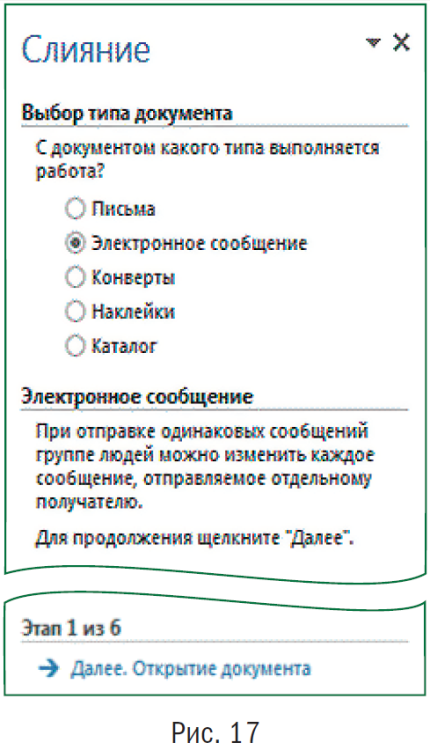 Слияние
Выбор типа документа
С документом какого типа выполняется
работа?
Письма
Электронное сообщение
Конверты
Наклейки
Каталог
Электронное сообщение
При отправке одинаковых сообщений
группе людей можно изменить каждое
сообщение, отправляемое отдельному
получателю.
Для продолжения щелкните "Далее".
Этап 1 из 6
Далее. Открытие документа
Рис. 17